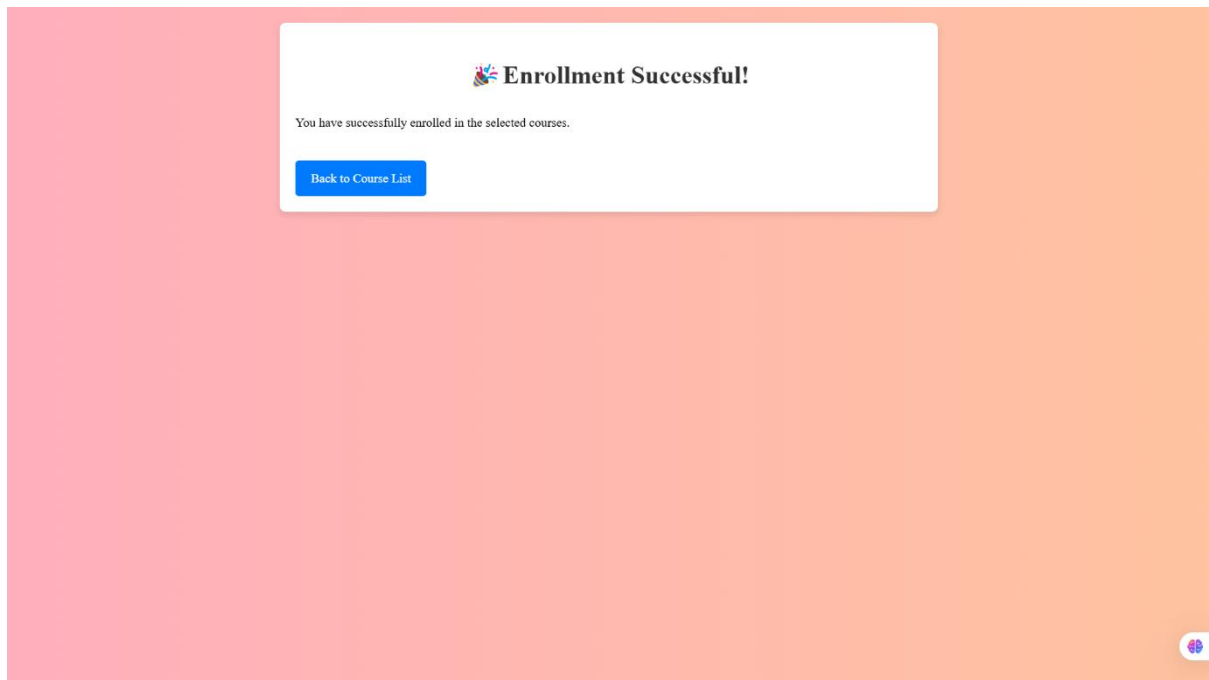 🎉 Enrollment Successful!
You have successfully enrolled in the selected courses.
Back to Course List